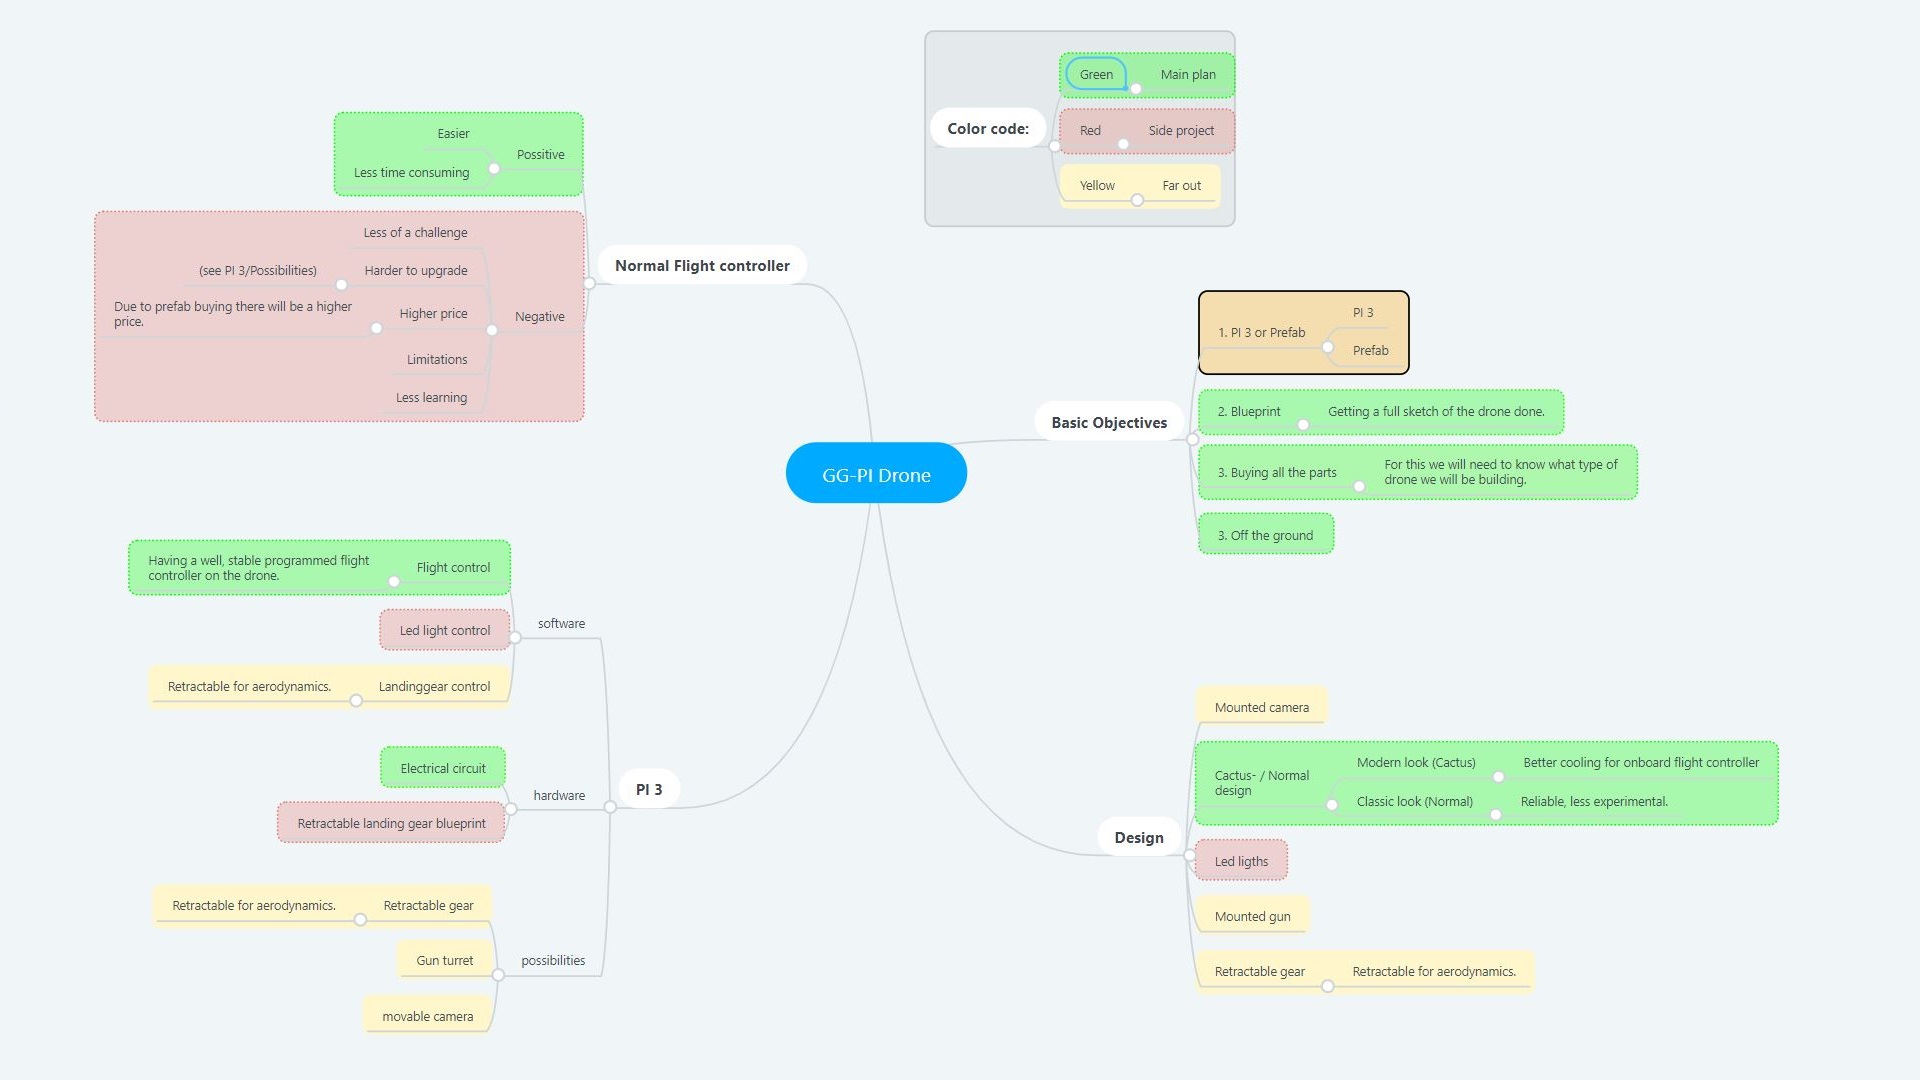 Color code:
Green
Main plan
Red
Side project
Yellow
Far out
GG-PI Drone
Normal Flight controller
Possitive
Easier
Less time consuming
Negative
Less of a challenge
Harder to upgrade
(see PI 3/Possibilities)
Higher price
Due to prefab buying there will be a higher
price.
Limitations
Less learning
Basic Objectives
1. PI 3 or Prefab
PI 3
Prefab
2. Blueprint
Getting a full sketch of the drone done.
3. Buying all the parts
For this we will need to know what type of
drone we will be building.
3. Off the ground
PI 3
software
Flight control
Having a well, stable programmed flight
controller on the drone.
Led light control
Landinggear control
Retractable for aerodynamics.
hardware
Electrical circuit
Retractable landing gear blueprint
possibilities
Retractable gear
Retractable for aerodynamics.
Gun turret
movable camera
Design
Mounted camera
Cactus- / Normal
design
Modern look (Cactus)
Better cooling for onboard flight controller
Classic look (Normal)
Reliable, less experimental.
Led ligths
Mounted gun
Retractable gear
Retractable for aerodynamics.